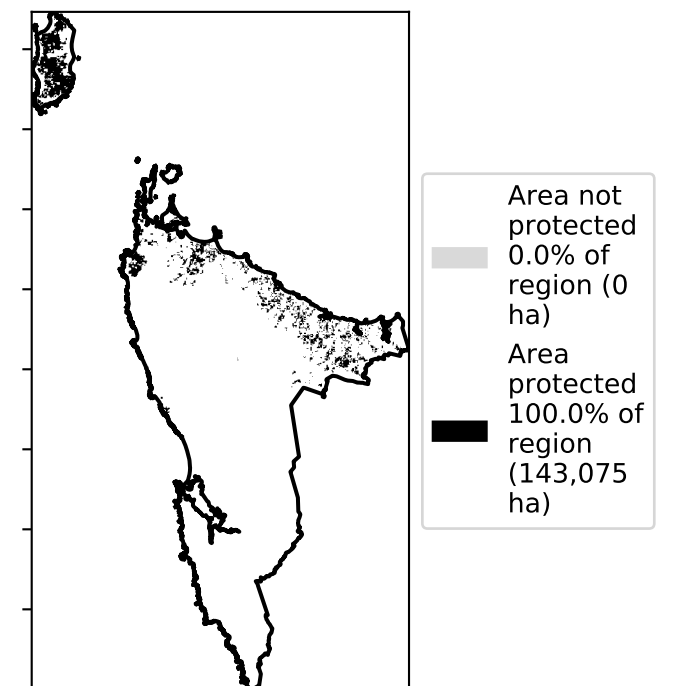 Area not
protected
0.0% of
region (0
ha)
Area
protected
100.0% of
region
(143,075
ha)